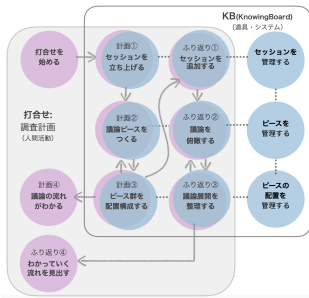 KB(KnowingBoard)
(道具・システム)
打合せを
始める
計画①
セッションを
立ち上げる
ふり返り①
セッションを
追加する
セッションを
管理する
打合せ:
調査計画
(人間活動)
計画②
議論ピースを
つくる
ふり返り②
議論を
俯瞰する
ピースを
管理する
計画④
議論の流れ
がわかる
計画③
ピース群を
配置構成する
ふり返り③
議論展開を
整理する
ピースの
配置を
管理する
ふり返り④
わかっていく
流れを見出す